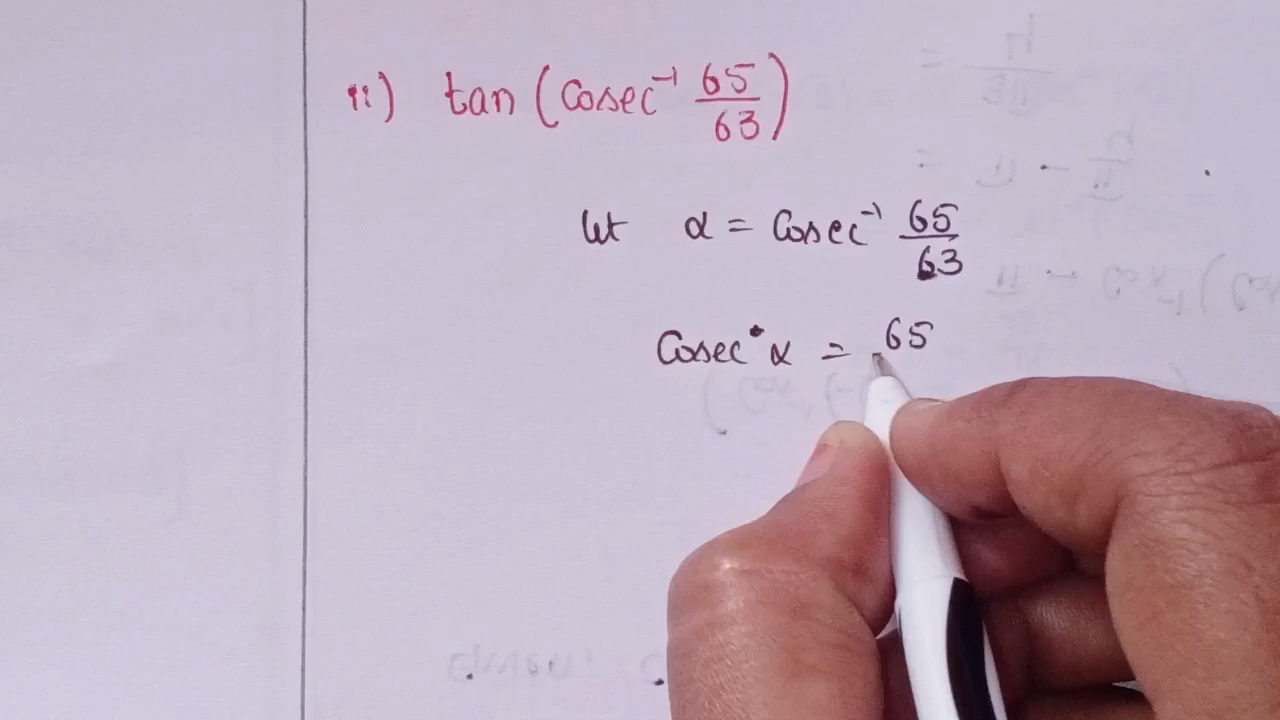 ii) tan (Cosec⁻¹ 65/63)
let α = Cosec⁻¹ 65/63
Cosec α = 65